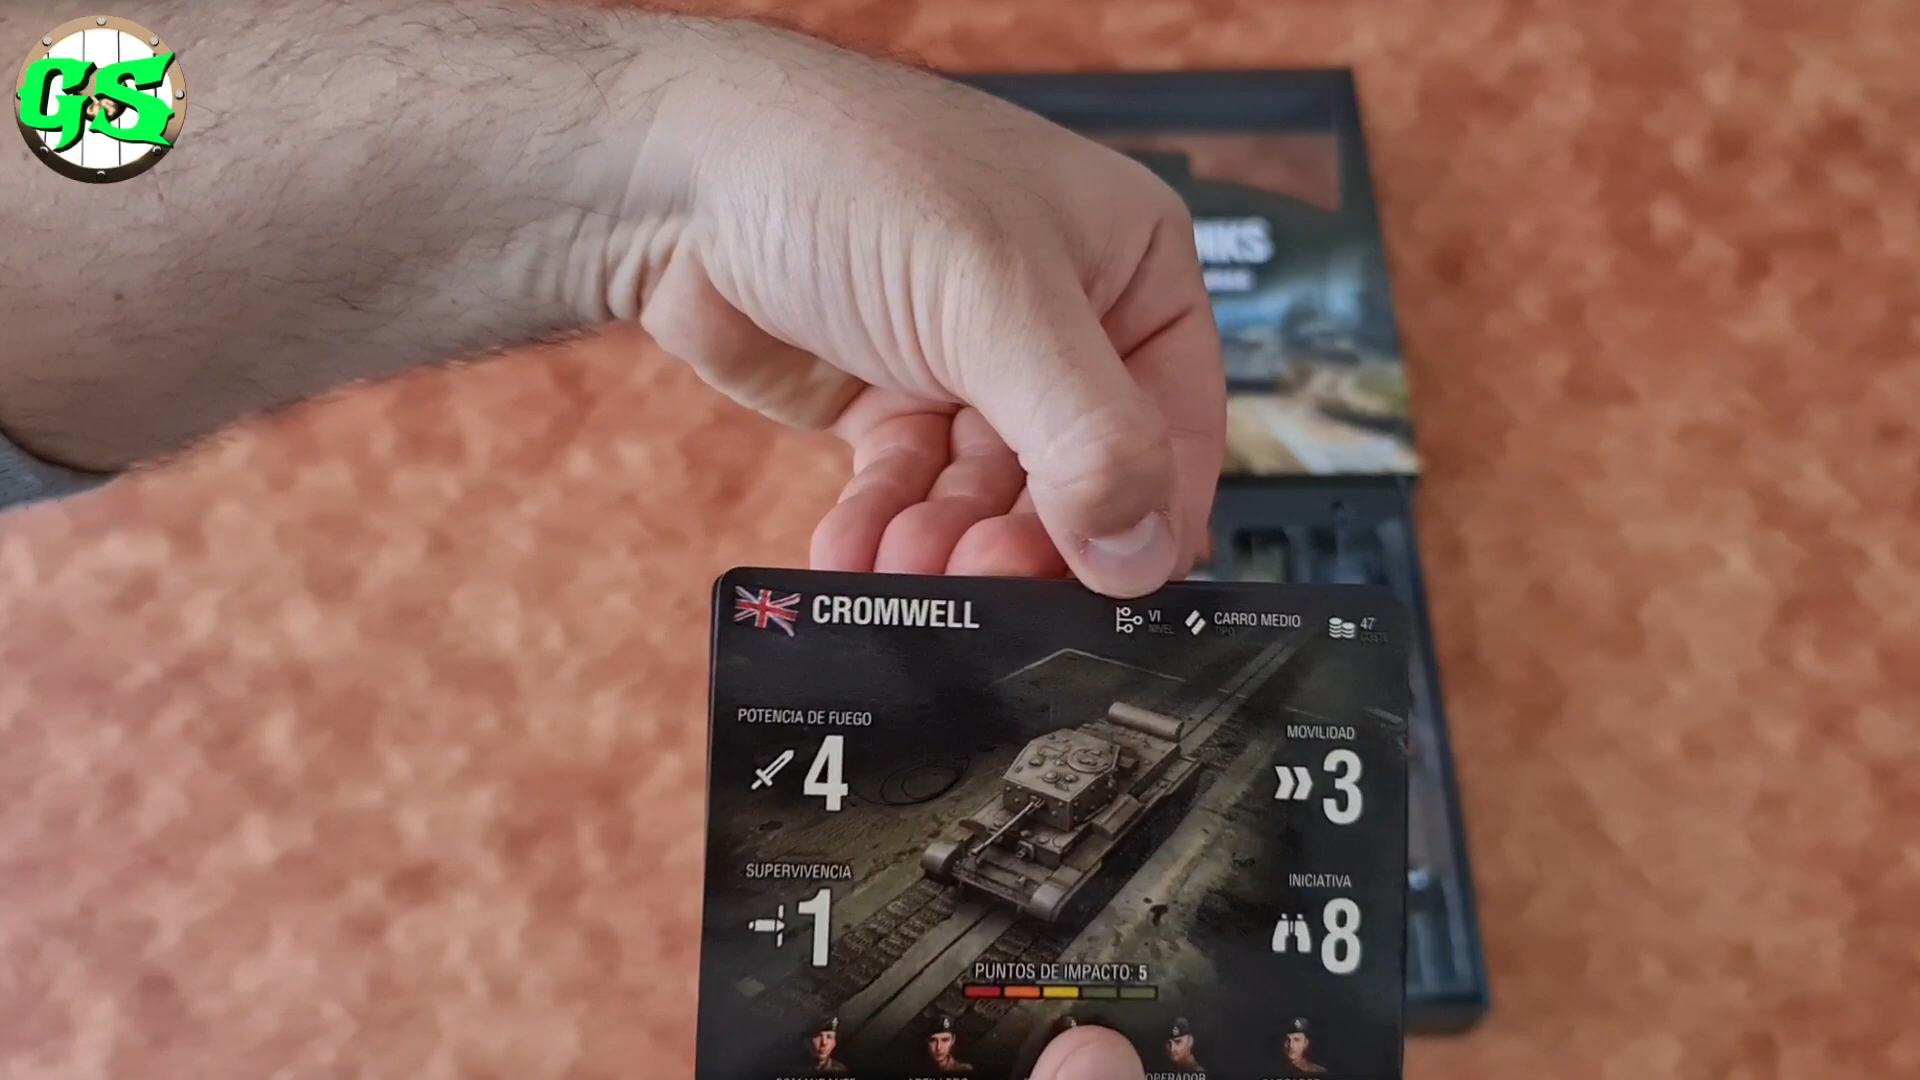 GS
NKS
CROMWELL
VI
NIVEL
CARRO MEDIO
TIPO
47
COSTE
POTENCIA DE FUEGO
4
MOVILIDAD
3
SUPERVIVENCIA
1
INICIATIVA
8
PUNTOS DE IMPACTO: 5
OPERADOR